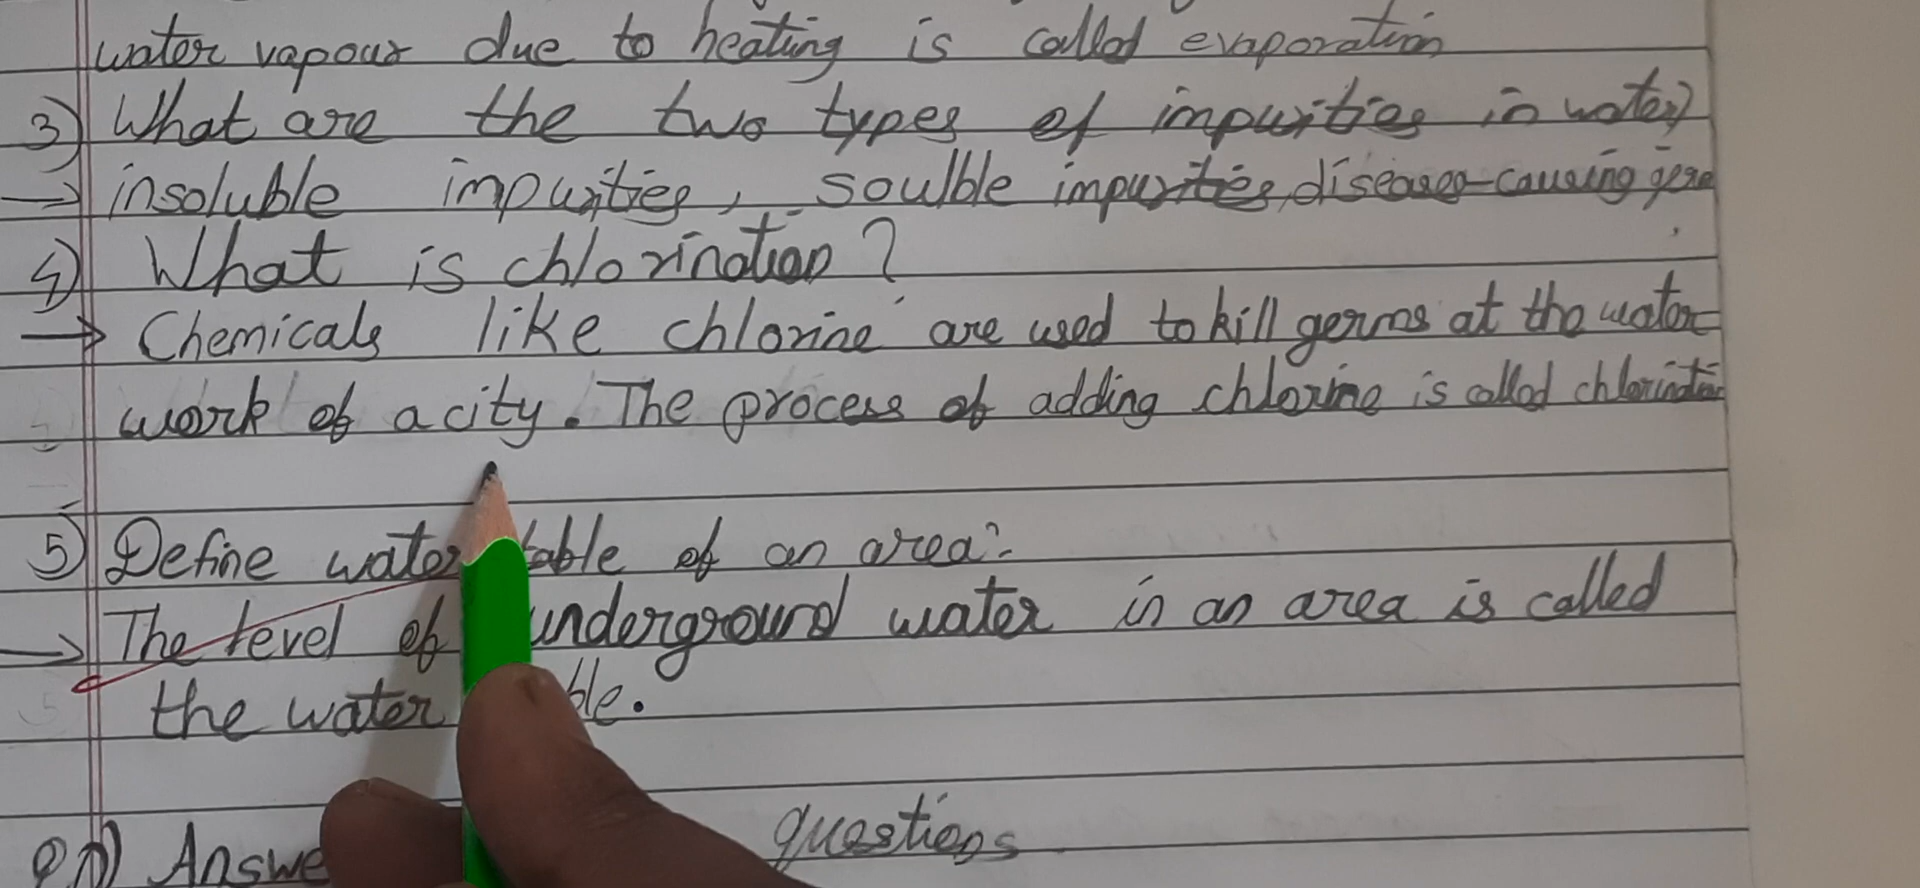 water vapour due to heating is called evaporation
3) What are the two types of impurities in water?
→ insoluble impurities, soulble impurities, diseases-causing
4) What is chlorination?
→ Chemicals like chlorine are used to kill germs at the water
work of a city. The process of adding chlorine is called
5) Define water table of an area:
→ The level of underground water in an area is called
the water
Answe questions